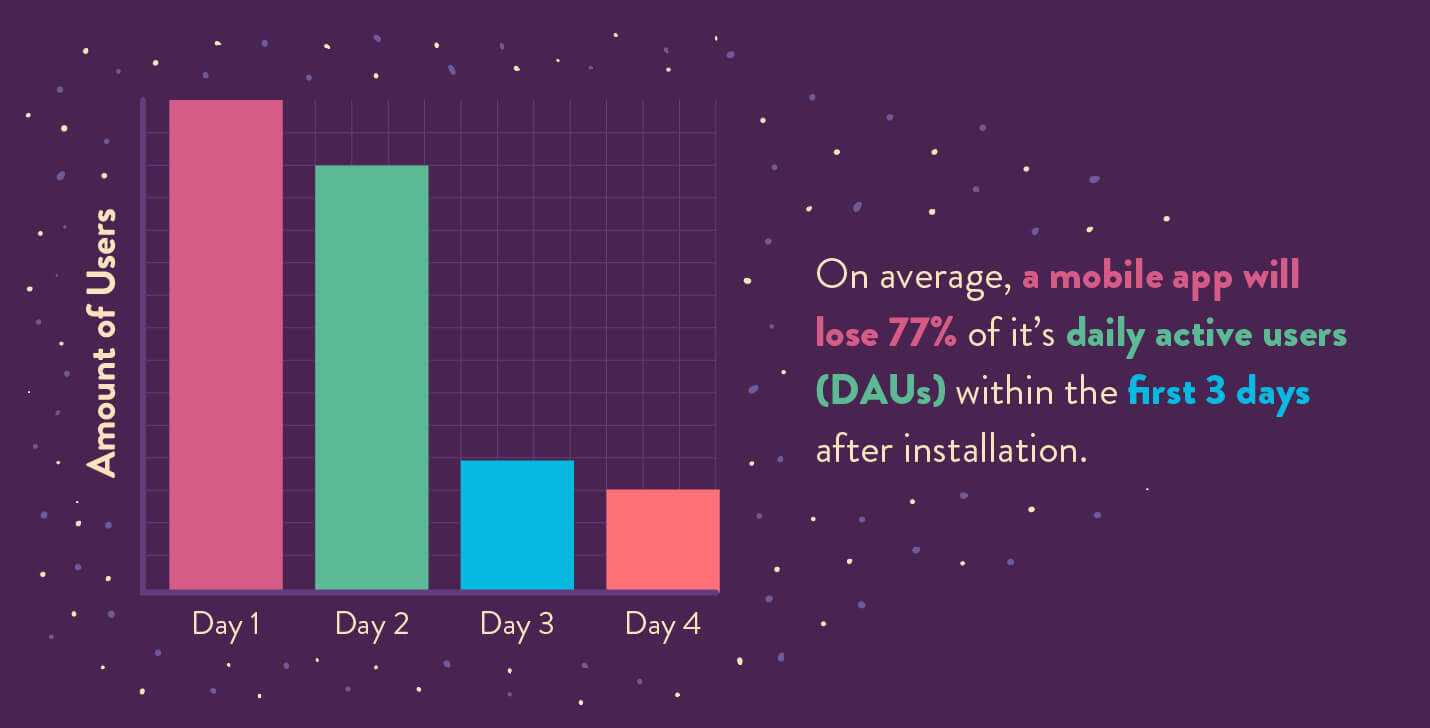 Amount of Users
Day 1
Day 2
Day 3
Day 4
On average, a mobile app will
lose 77% of it’s daily active users
(DAUs) within the first 3 days
after installation.